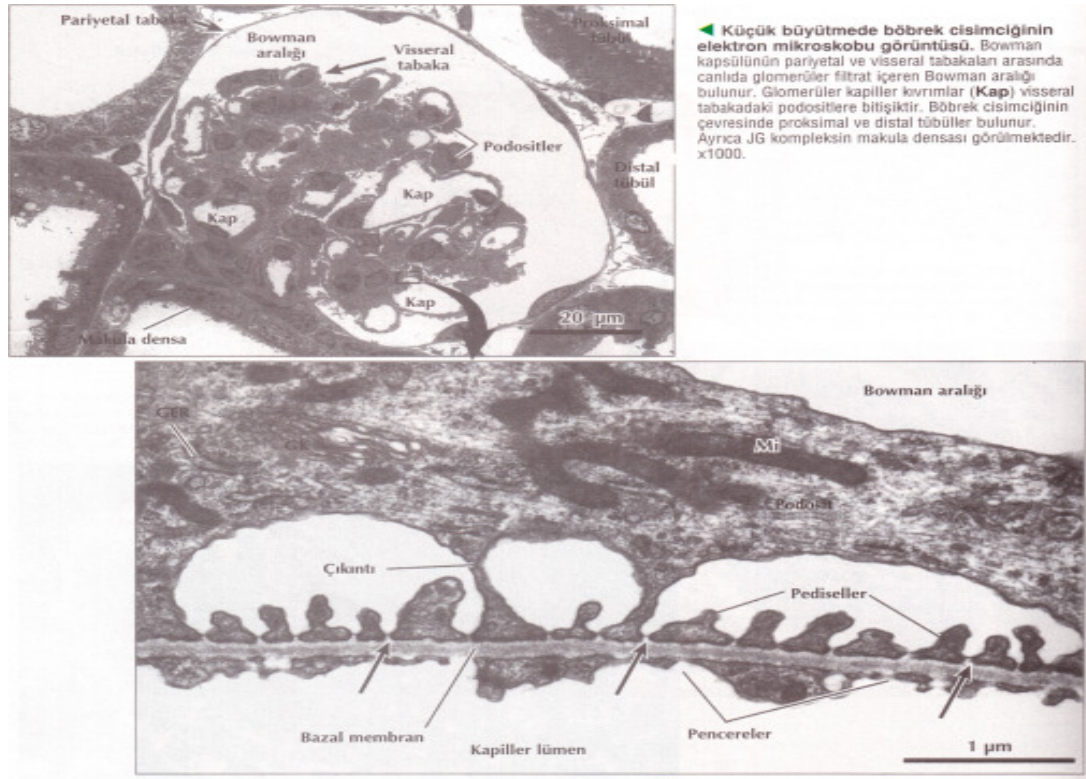 Pariyetal tabaka
Bowman
aralığı
Visseral
tabaka
Proksimal
tübül
Podositler
Kap
Kap
Distal
tübül
Kap
20 µm
Makula densa
◄ Küçük büyütmede böbrek cisimciğinin
elektron mikroskobu görüntüsü. Bowman
kapsülünün pariyetal ve visseral tabakaları arasında
canlıda glomerüler filtrat içeren Bowman aralığı
bulunur. Glomerüler kapiller kıvrımlar (Kap) visseral
tabakadaki podositlere bitişiktir. Böbrek cisimciğinin
çevresinde proksimal ve distal tübüller bulunur.
Ayrıca JG kompleksin makula densası görülmektedir.
x1000.
Bowman aralığı
GER
Mi
Podosit
Çıkıntı
Pediseller
Bazal membran
Kapiller lümen
Pencereler
1 µm